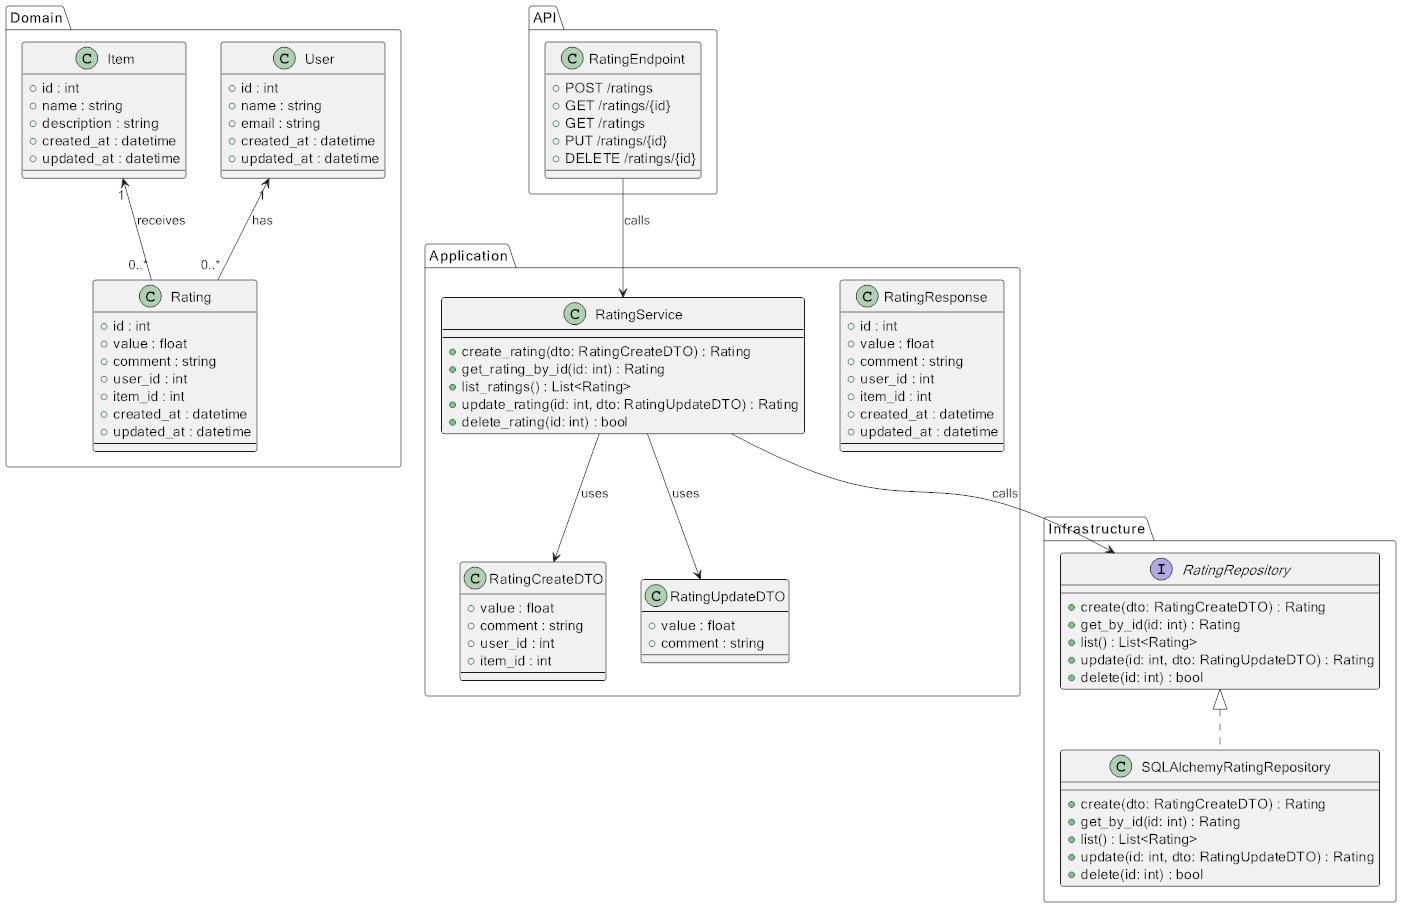 Domain
C Item
id : int
name : string
description : string
created_at : datetime
updated_at : datetime
C User
id : int
name : string
email : string
created_at : datetime
updated_at : datetime
1
receives
0..*
1
has
0..*
C Rating
id : int
value : float
comment : string
user_id : int
item_id : int
created_at : datetime
updated_at : datetime
API
C RatingEndpoint
POST /ratings
GET /ratings/{id}
GET /ratings
PUT /ratings/{id}
DELETE /ratings/{id}
calls
Application
C RatingService
create_rating(dto: RatingCreateDTO) : Rating
get_rating_by_id(id: int) : Rating
list_ratings() : List<Rating>
update_rating(id: int, dto: RatingUpdateDTO) : Rating
delete_rating(id: int) : bool
C RatingResponse
id : int
value : float
comment : string
user_id : int
item_id : int
created_at : datetime
updated_at : datetime
uses
uses
calls
C RatingCreateDTO
value : float
comment : string
user_id : int
item_id : int
C RatingUpdateDTO
value : float
comment : string
Infrastructure
I RatingRepository
create(dto: RatingCreateDTO) : Rating
get_by_id(id: int) : Rating
list() : List<Rating>
update(id: int, dto: RatingUpdateDTO) : Rating
delete(id: int) : bool
C SQLAlchemyRatingRepository
create(dto: RatingCreateDTO) : Rating
get_by_id(id: int) : Rating
list() : List<Rating>
update(id: int, dto: RatingUpdateDTO) : Rating
delete(id: int) : bool